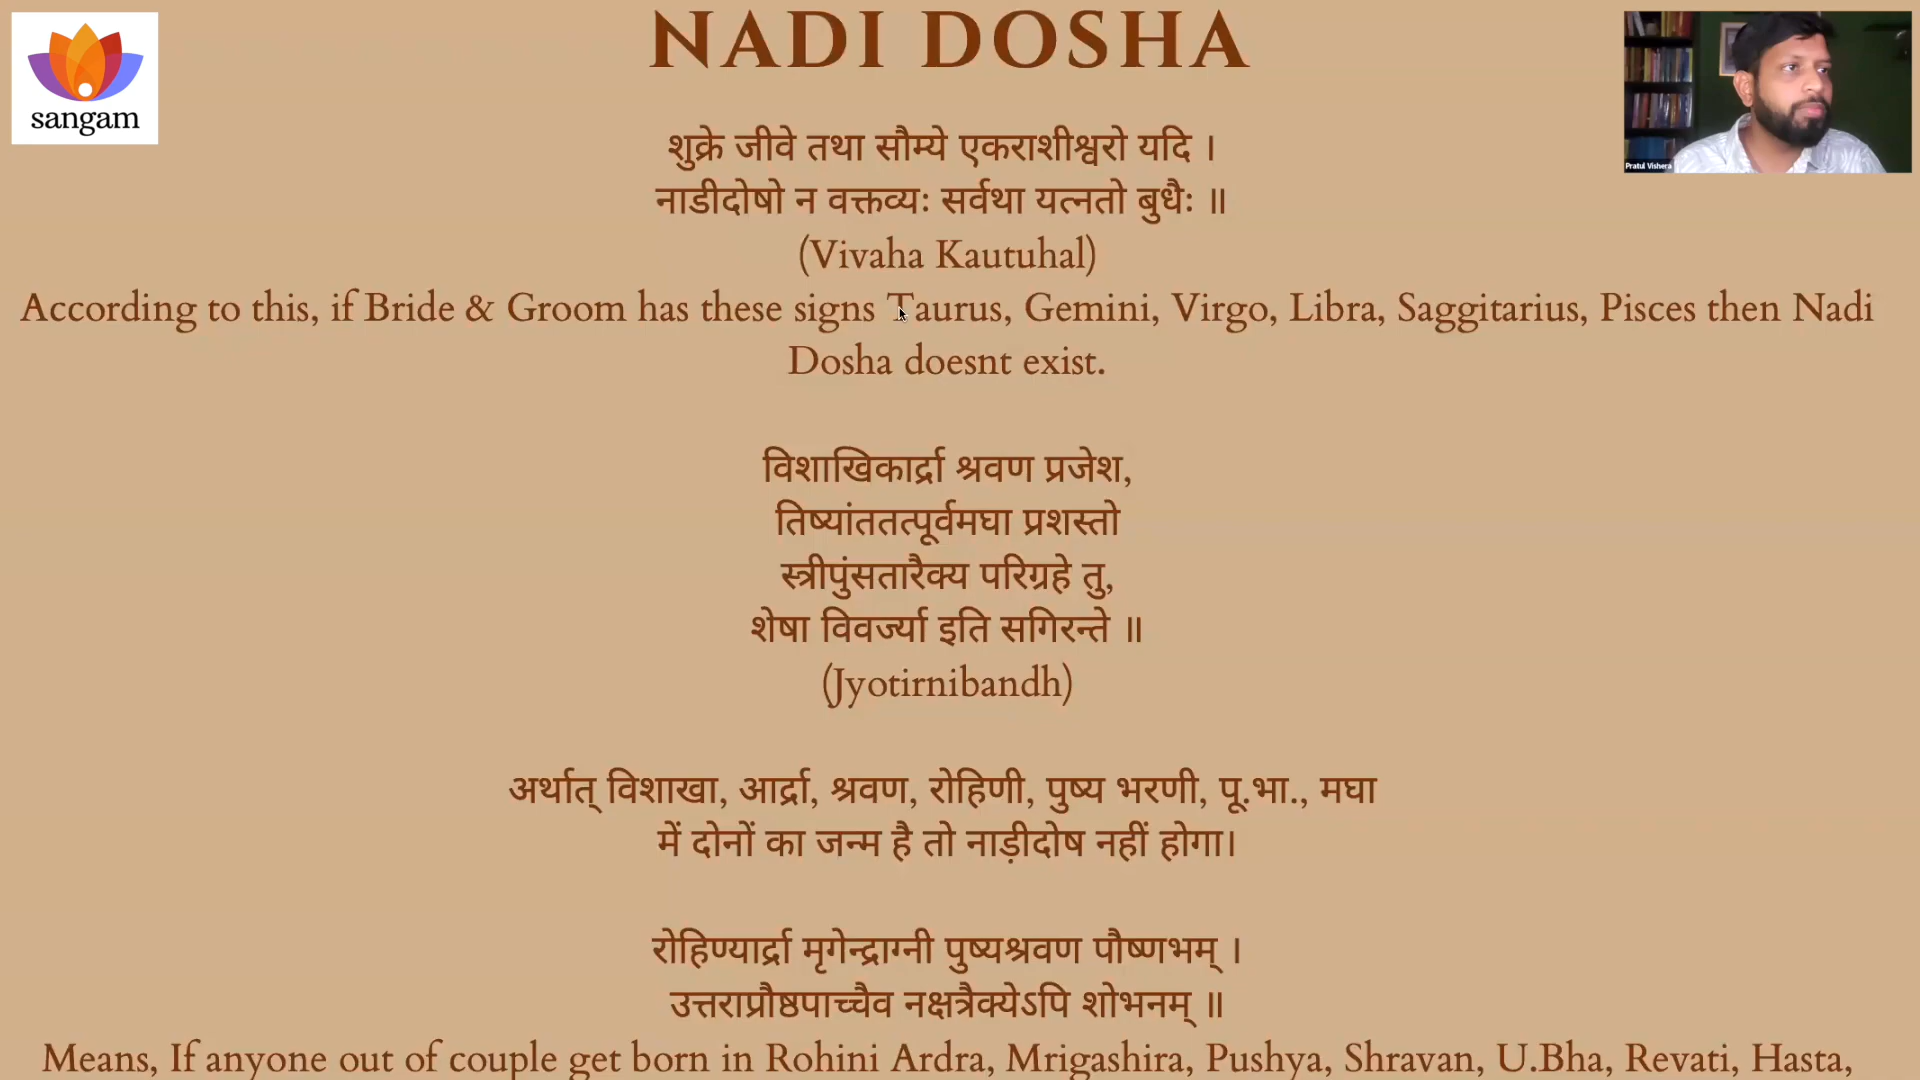 NADI DOSHA
sangam
Pratul Vishera
शुक्रे जीवे तथा सौम्ये एकराशीश्वरो यदि ।
नाडीदोषो न वक्तव्यः सर्वथा यत्नतो बुधैः ॥
(Vivaha Kautuhal)
According to this, if Bride & Groom has these signs Taurus, Gemini, Virgo, Libra, Saggitarius, Pisces then Nadi
Dosha doesnt exist.
विशाखिकार्द्रा श्रवण प्रजेश,
तिष्यांततत्पूर्वमघा प्रशस्तो
स्त्रीपुंसतारैक्य परिग्रहे तु,
शेषा विवर्ज्या इति सगिरन्ते ॥
(Jyotirnibandh)
अर्थात् विशाखा, आर्द्रा, श्रवण, रोहिणी, पुष्य भरणी, पू.भा., मघा
में दोनों का जन्म है तो नाड़ीदोष नहीं होगा।
रोहिण्यार्द्रा मृगेन्द्राग्नी पुष्यश्रवण पौष्णभम् ।
उत्तराप्रौष्ठपाच्चैव नक्षत्रैक्येऽपि शोभनम् ॥
Means, If anyone out of couple get born in Rohini Ardra, Mrigashira, Pushya, Shravan, U.Bha, Revati, Hasta,